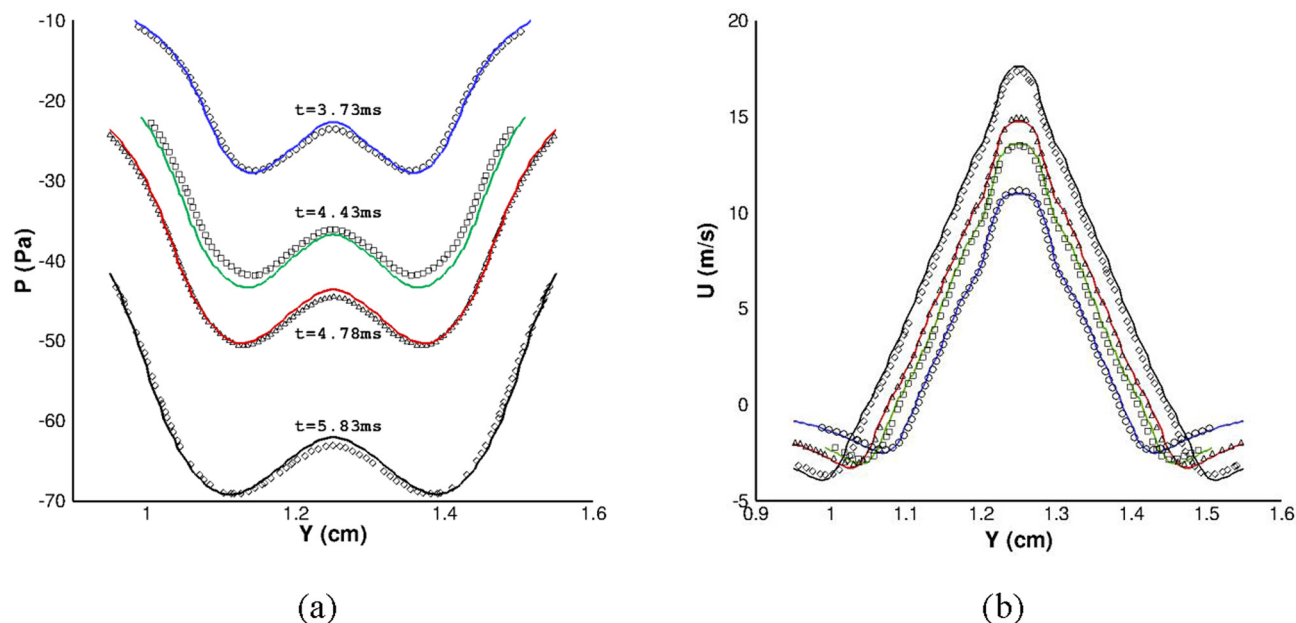 -10
-20
-30
-40
-50
-60
-70
P (Pa)
t=3.73ms
t=4.43ms
t=4.78ms
t=5.83ms
1 1.2 1.4 1.6
Y (cm)
(a)
20
15
10
5
0
-5
U (m/s)
0.9 1 1.1 1.2 1.3 1.4 1.5 1.6
Y (cm)
(b)